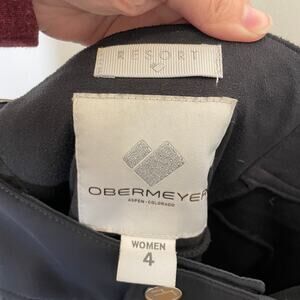 RESORT
OBERMEYER
ASPEN • COLORADO
WOMEN
4